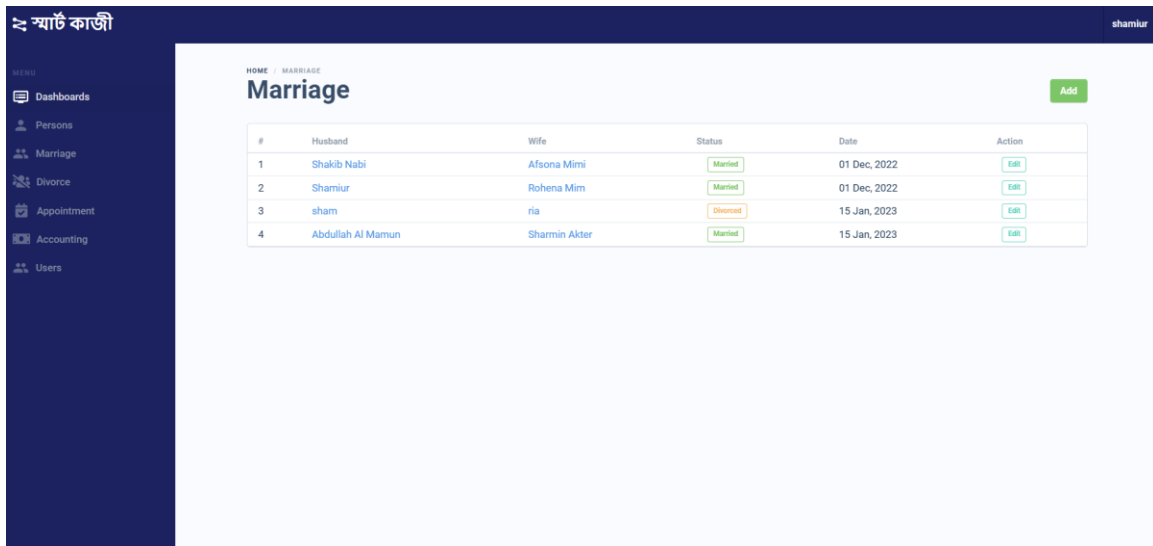 স্মার্ট কাজী
shamiur
MENU
Dashboards
Persons
Marriage
Divorce
Appointment
Accounting
Users
HOME / MARRIAGE
Marriage
Add
# Husband Wife Status Date Action
1 Shakib Nabi Afsona Mimi Married 01 Dec, 2022 Edit
2 Shamiur Rohena Mim Married 01 Dec, 2022 Edit
3 sham ria Divorced 15 Jan, 2023 Edit
4 Abdullah Al Mamun Sharmin Akter Married 15 Jan, 2023 Edit